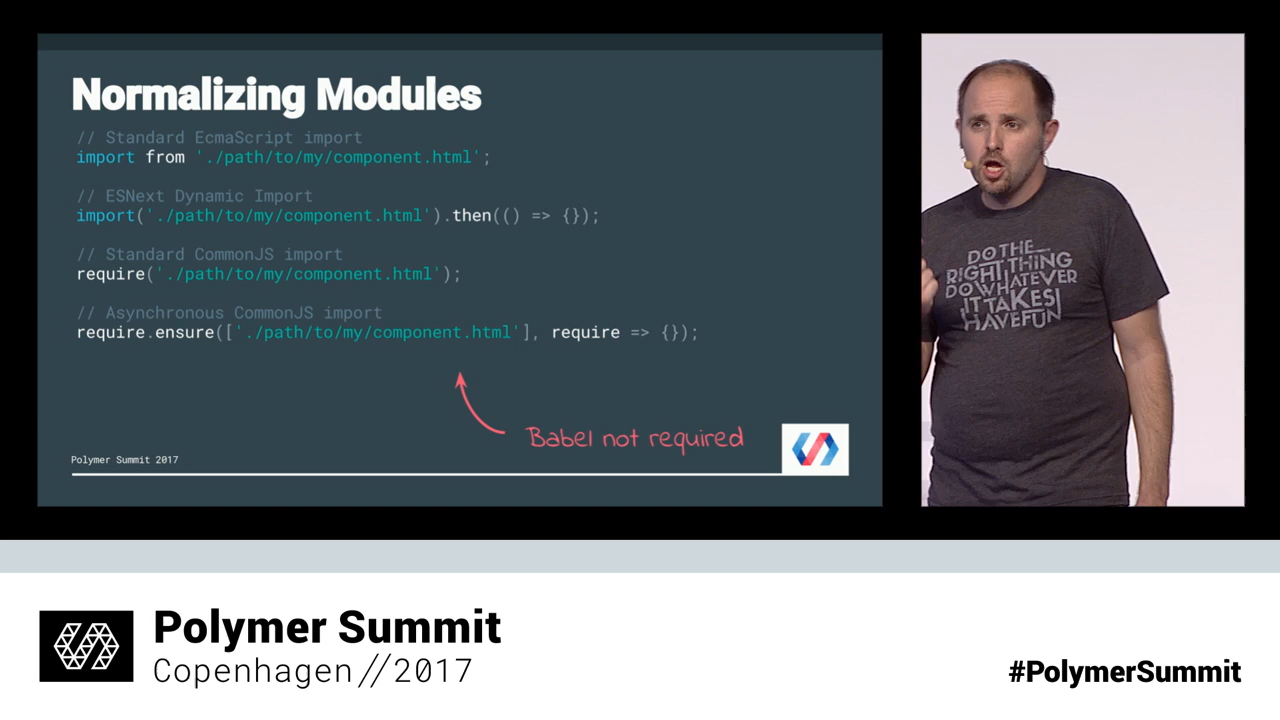 Normalizing Modules
// Standard EcmaScript import
import from './path/to/my/component.html';
// ESNext Dynamic Import
import('./path/to/my/component.html').then(() => {});
// Standard CommonJS import
require('./path/to/my/component.html');
// Asynchronous CommonJS import
require.ensure(['./path/to/my/component.html'], require => {});
Babel not required
Polymer Summit 2017
DO THE
RIGHT THING
DO WHATEVER
IT TAKES
HAVE FUN
Polymer Summit
Copenhagen//2017
#PolymerSummit